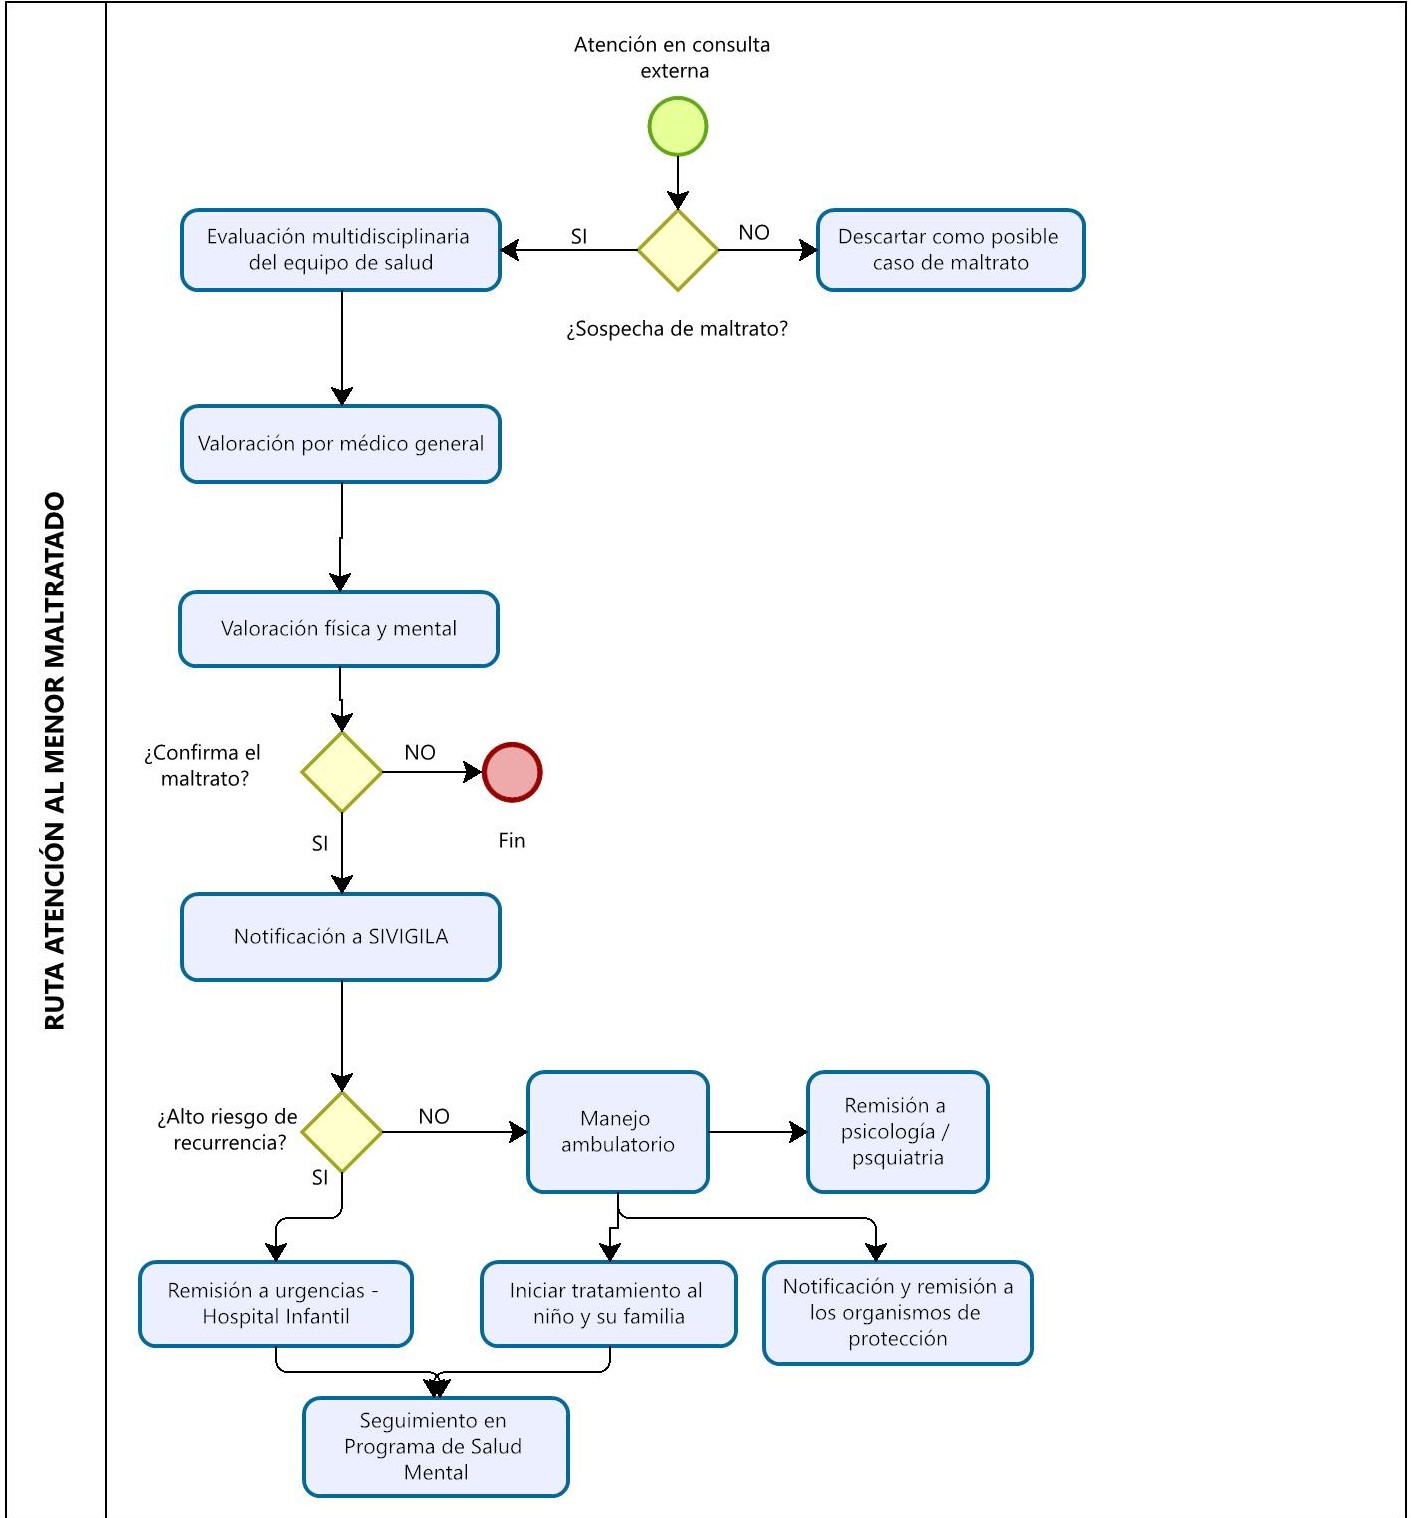 RUTA ATENCIÓN AL MENOR MALTRATADO
Atención en consulta
externa
Evaluación multidisciplinaria
del equipo de salud
SI
NO
Descartar como posible
caso de maltrato
¿Sospecha de maltrato?
Valoración por médico general
Valoración física y mental
¿Confirma el
maltrato?
NO
SI
Fin
Notificación a SIVIGILA
¿Alto riesgo de
recurrencia?
NO
SI
Manejo
ambulatorio
Remisión a
psicología /
psquiatria
Remisión a urgencias -
Hospital Infantil
Iniciar tratamiento al
niño y su familia
Notificación y remisión a
los organismos de
protección
Seguimiento en
Programa de Salud
Mental